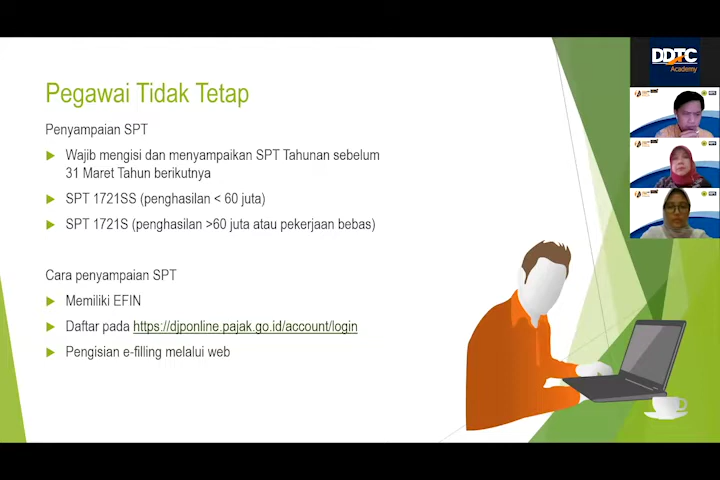 Pegawai Tidak Tetap
Penyampaian SPT
Wajib mengisi dan menyampaikan SPT Tahunan sebelum
31 Maret Tahun berikutnya
SPT 1721SS (penghasilan < 60 juta)
SPT 1721S (penghasilan >60 juta atau pekerjaan bebas)
Cara penyampaian SPT
Memiliki EFIN
Daftar pada https://djponline.pajak.go.id/account/login
Pengisian e-filling melalui web
DDTC
Academy